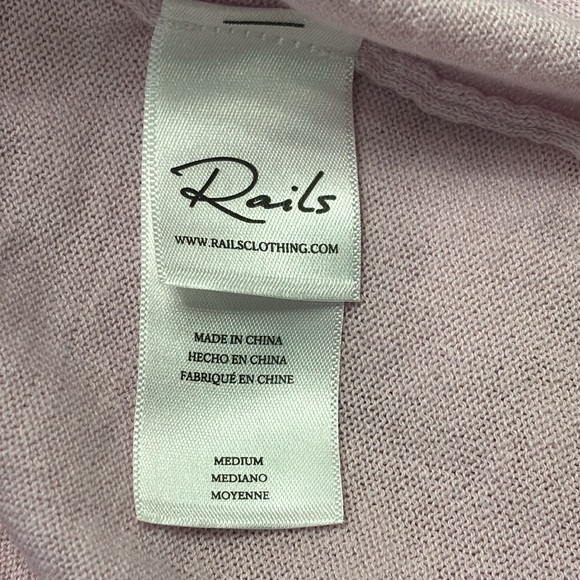 Rails
WWW.RAILSCLOTHING.COM
MADE IN CHINA
HECHO EN CHINA
FABRIQUÉ EN CHINE
MEDIUM
MEDIANO
MOYENNE